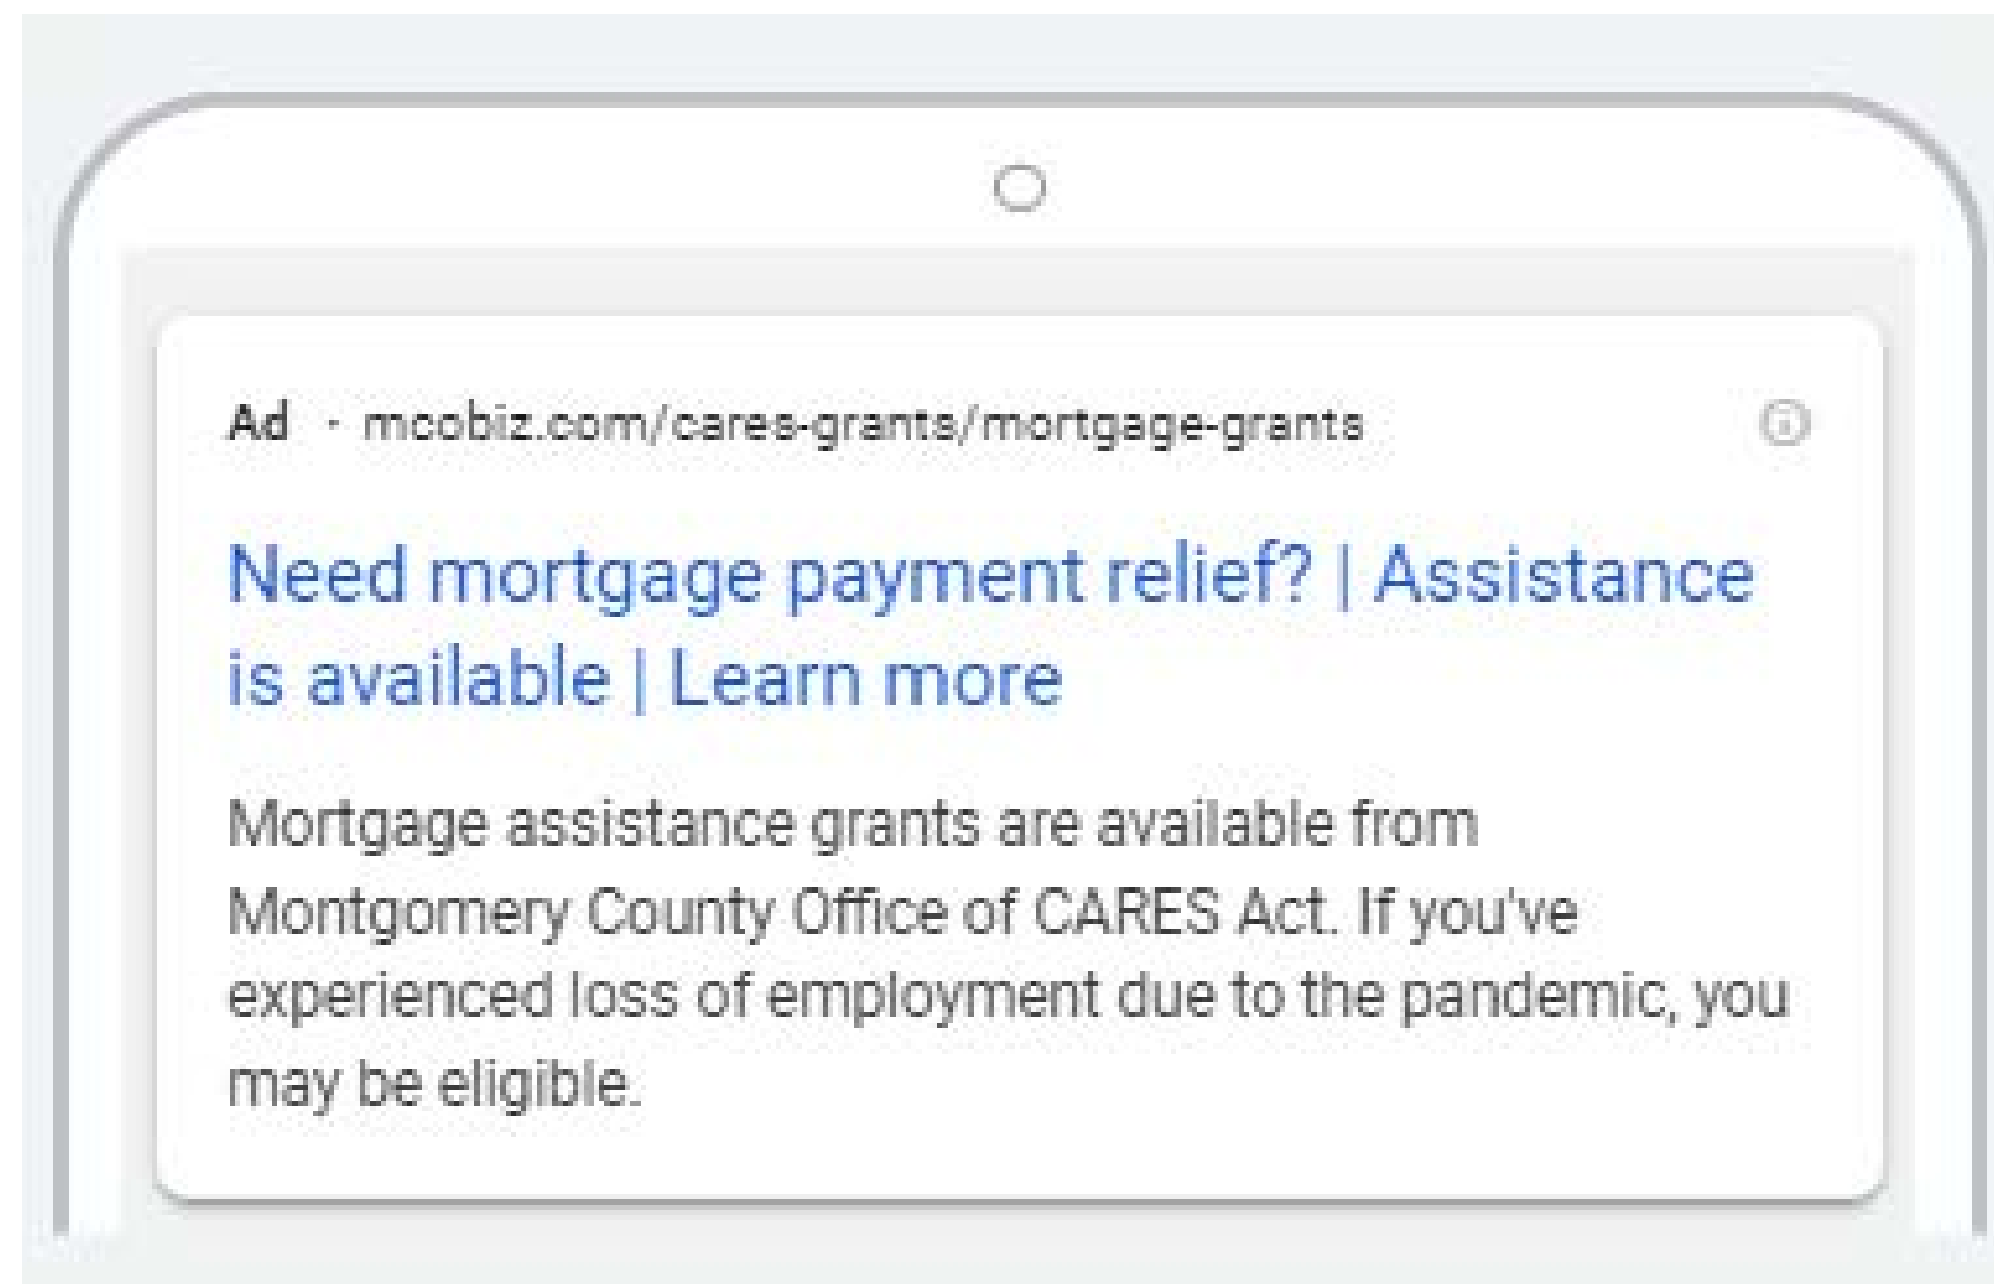 Ad · mcobiz.com/cares-grants/mortgage-grants
Need mortgage payment relief? | Assistance
is available | Learn more
Mortgage assistance grants are available from
Montgomery County Office of CARES Act. If you've
experienced loss of employment due to the pandemic, you
may be eligible.